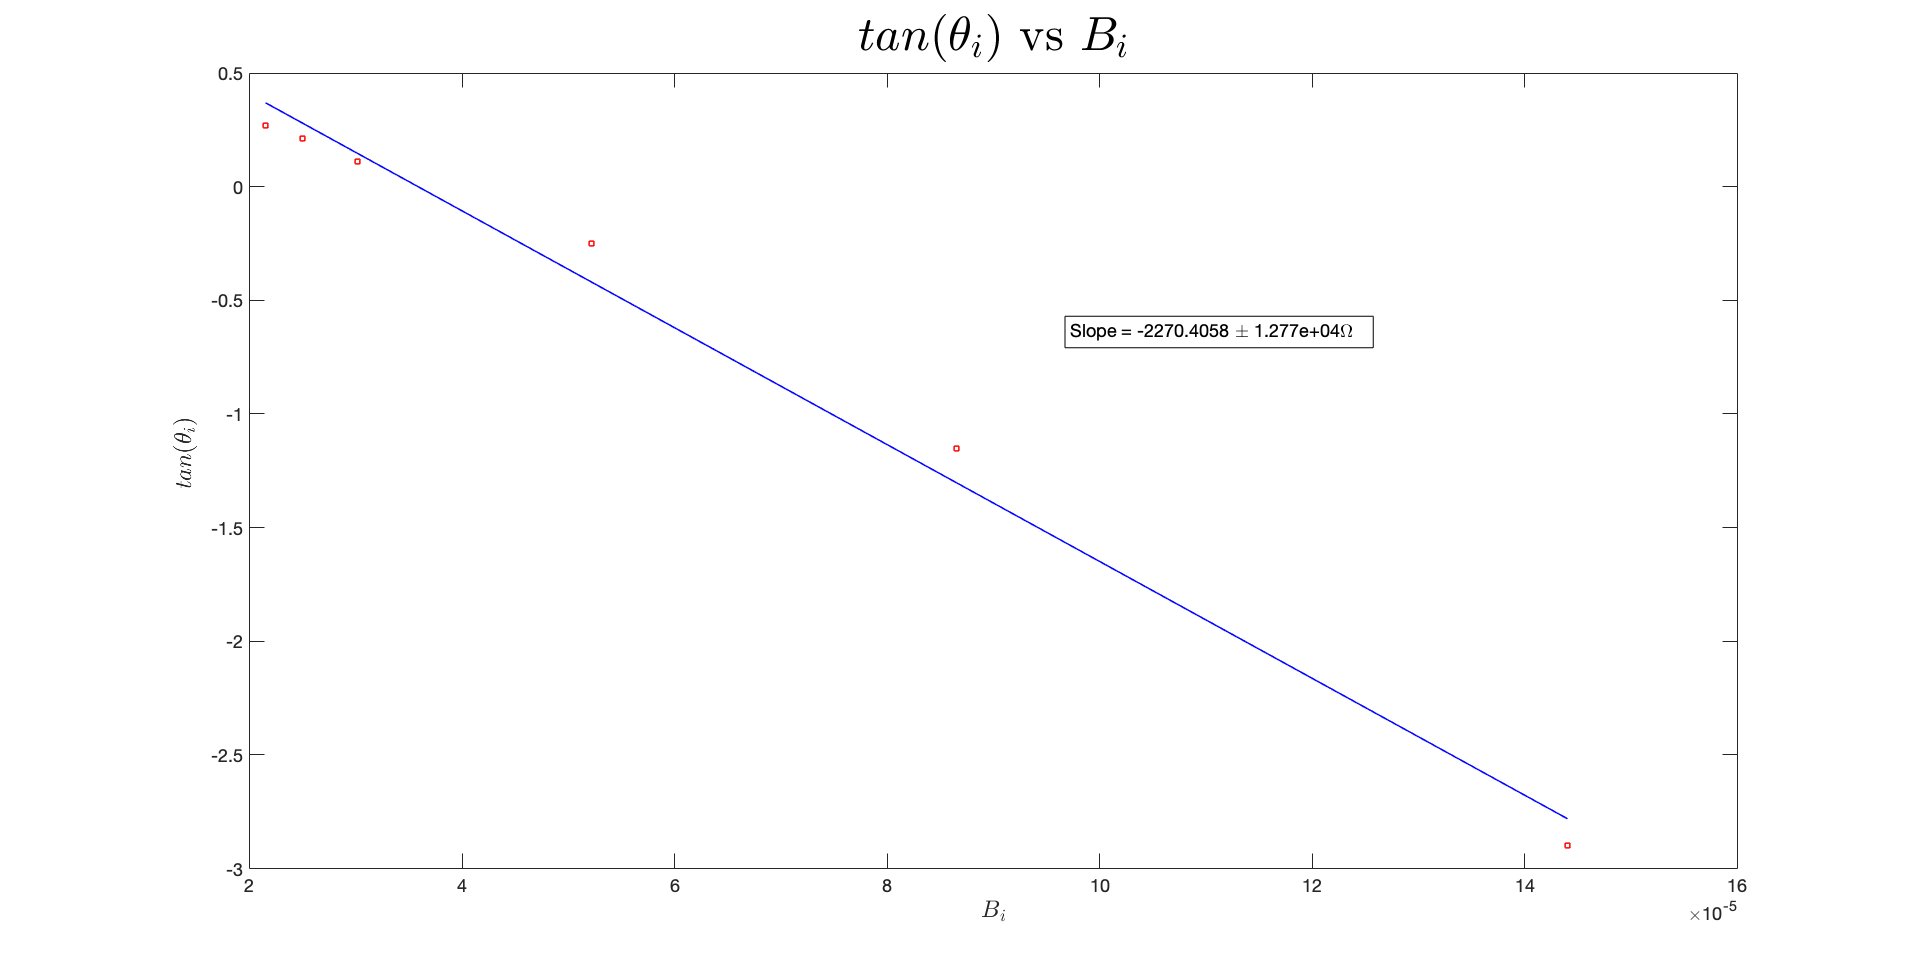 tan(θᵢ) vs Bᵢ
0.5
0
-0.5
-1
-1.5
-2
-2.5
-3
tan(θᵢ)
Slope = -2270.4058 ± 1.277e+04Ω
2 4 6 8 10 12 14 16
Bᵢ
×10⁻⁵